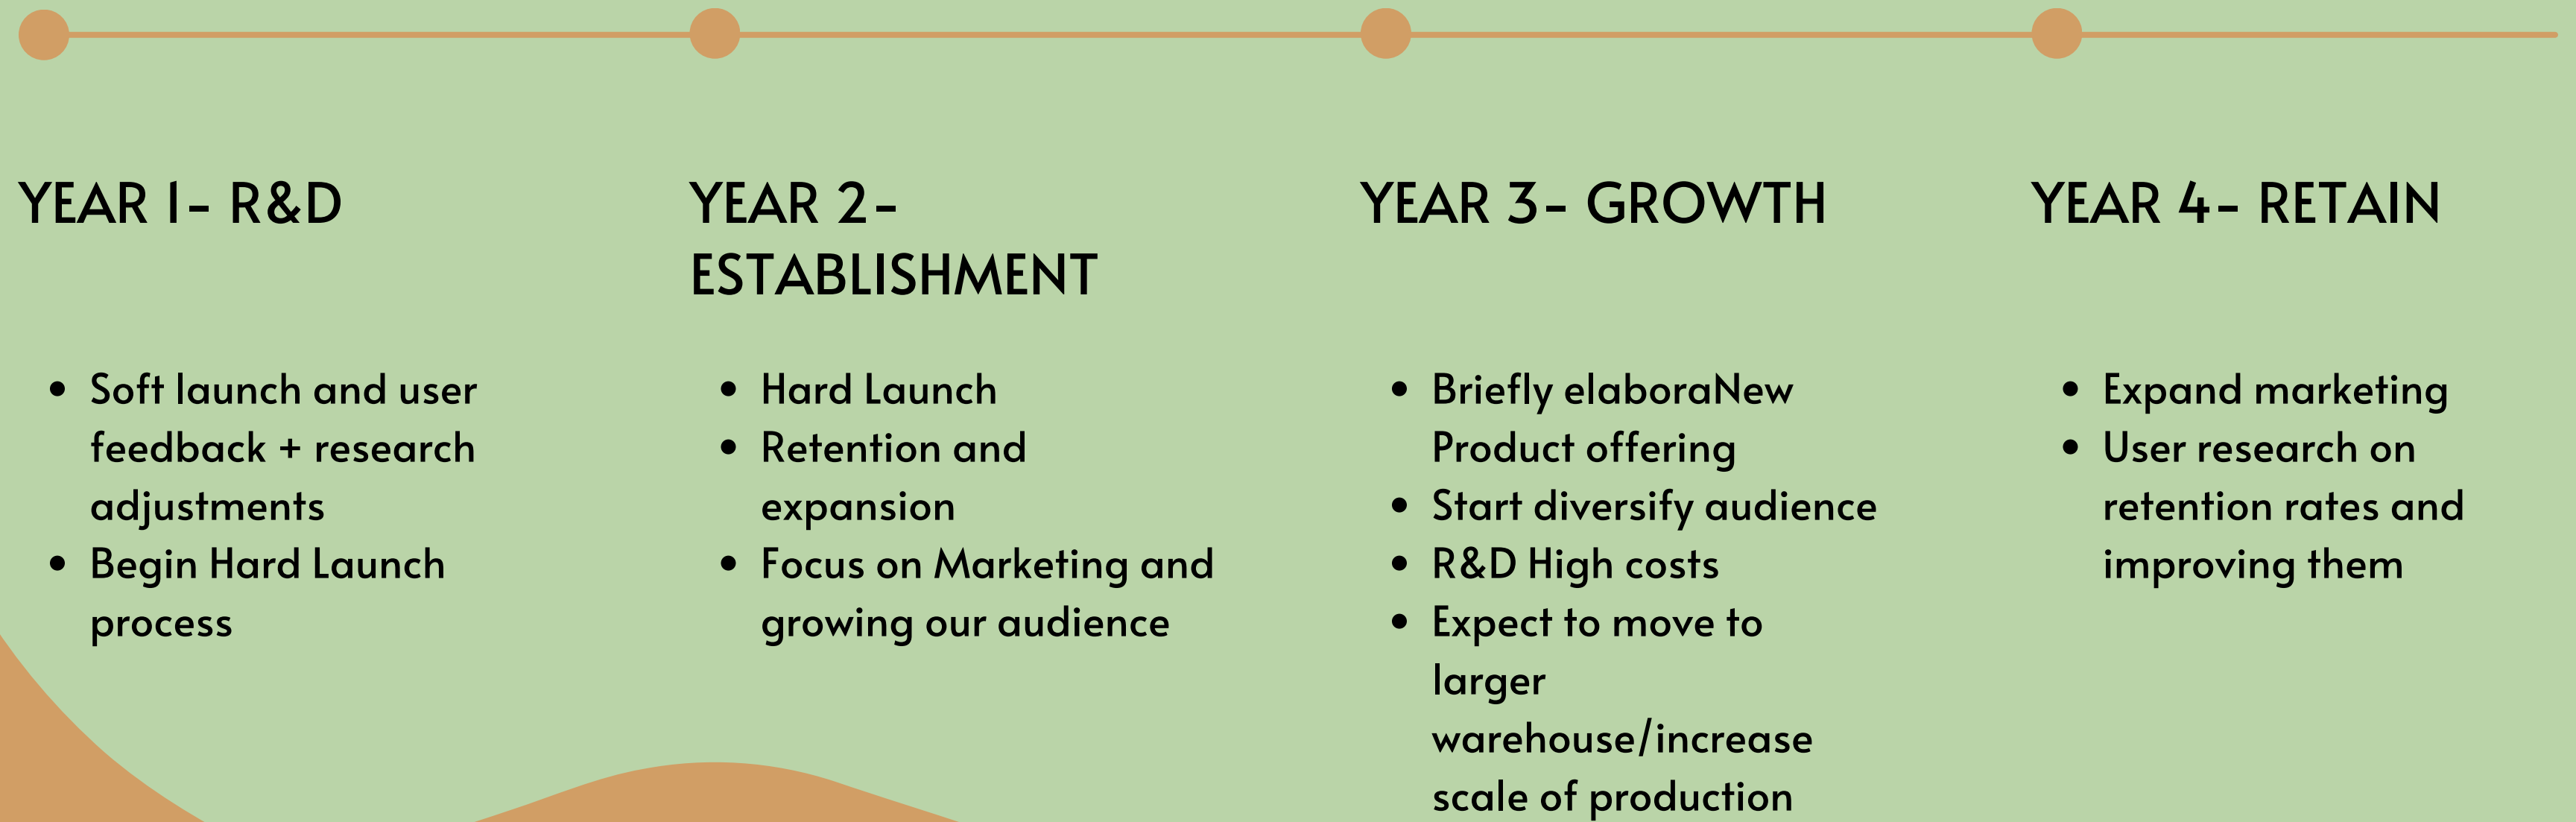 YEAR 1- R&D
• Soft launch and user
feedback + research
adjustments
• Begin Hard Launch
process
YEAR 2-
ESTABLISHMENT
• Hard Launch
• Retention and
expansion
• Focus on Marketing and
growing our audience
YEAR 3- GROWTH
• Briefly elaboraNew
Product offering
• Start diversify audience
• R&D High costs
• Expect to move to
larger
warehouse/increase
scale of production
YEAR 4- RETAIN
• Expand marketing
• User research on
retention rates and
improving them